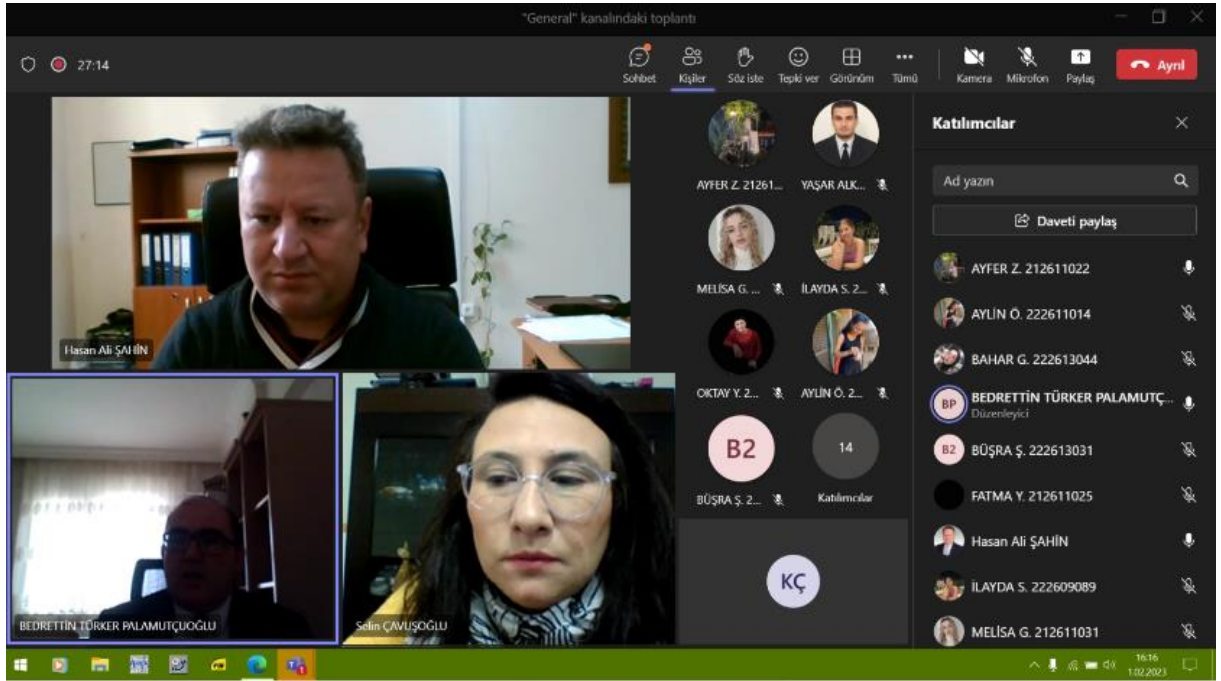 "General" kanalındaki toplantı
27:14
Sohbet
Kişiler
Söz iste
Tepki ver
Görünüm
Tümü
Kamera
Mikrofon
Paylaş
Ayrıl
Hasan Ali ŞAHİN
BEDRETTİN TÜRKER PALAMUTÇUOĞLU
Selin ÇAVUŞOĞLU
AYFER Z. 21261...
YAŞAR ALK...
MELİSA G. ...
İLAYDA S. 2...
OKTAY Y. 2...
AYLİN Ö. 2...
B2
14
BÜŞRA Ş. 2...
Katılımcılar
KÇ
Katılımcılar
Ad yazın
Daveti paylaş
AYFER Z. 212611022
AYLİN Ö. 222611014
BAHAR G. 222613044
BP
BEDRETTİN TÜRKER PALAMUTÇ...
Düzenleyici
B2
BÜŞRA Ş. 222613031
FATMA Y. 212611025
Hasan Ali ŞAHİN
İLAYDA S. 222609089
MELİSA G. 212611031
16:16
1.02.2023